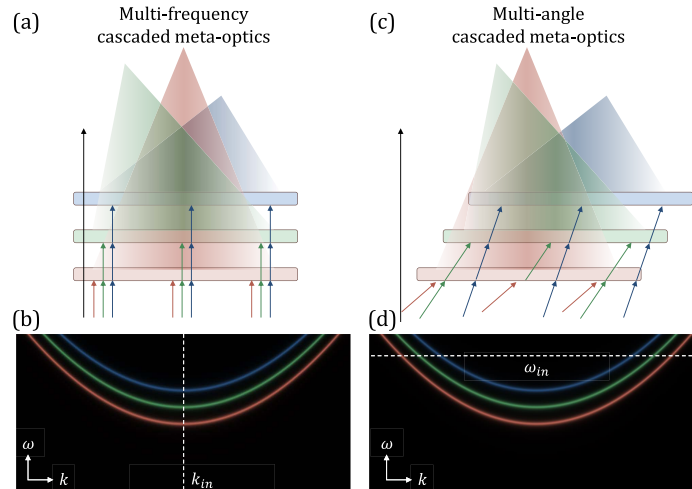 (a)
Multi-frequency
cascaded meta-optics
(c)
Multi-angle
cascaded meta-optics
(b)
ω
k
k_in
(d)
ω_in
ω
k